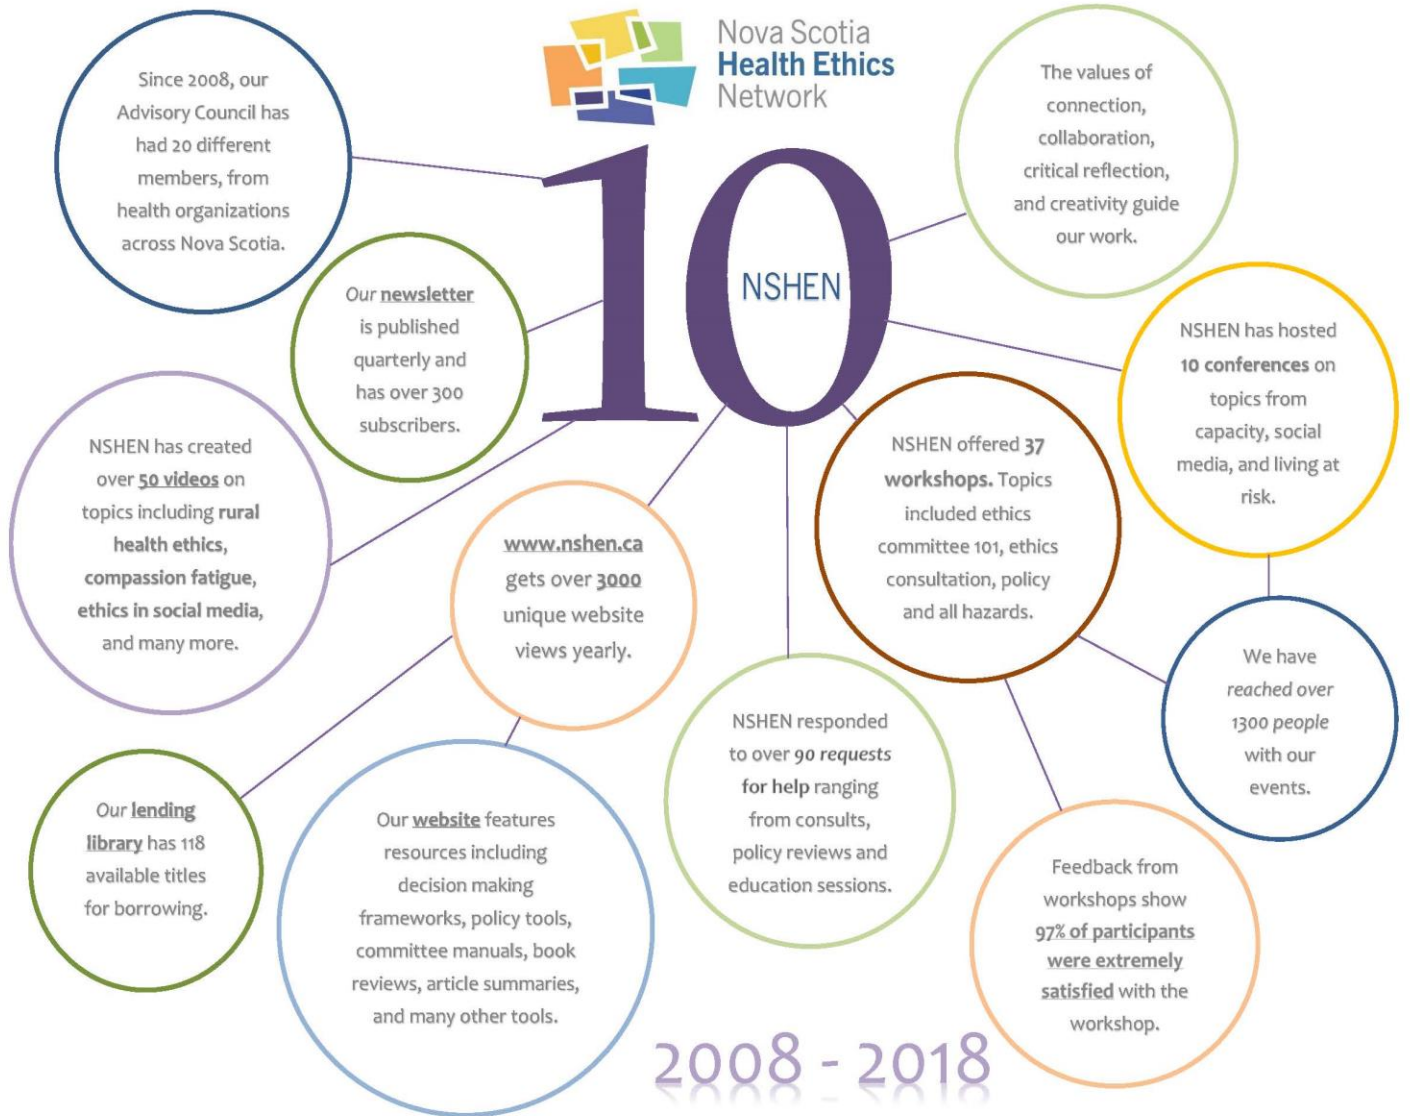 Nova Scotia
Health Ethics
Network
10
NSHEN
Since 2008, our
Advisory Council has
had 20 different
members, from
health organizations
across Nova Scotia.
The values of
connection,
collaboration,
critical reflection,
and creativity guide
our work.
Our newsletter
is published
quarterly and
has over 300
subscribers.
NSHEN has hosted
10 conferences on
topics from
capacity, social
media, and living at
risk.
NSHEN has created
over 50 videos on
topics including rural
health ethics,
compassion fatigue,
ethics in social media,
and many more.
www.nshen.ca
gets over 3000
unique website
views yearly.
NSHEN offered 37
workshops. Topics
included ethics
committee 101, ethics
consultation, policy
and all hazards.
We have
reached over
1300 people
with our
events.
Our lending
library has 118
available titles
for borrowing.
Our website features
resources including
decision making
frameworks, policy tools,
committee manuals, book
reviews, article summaries,
and many other tools.
NSHEN responded
to over 90 requests
for help ranging
from consults,
policy reviews and
education sessions.
Feedback from
workshops show
97% of participants
were extremely
satisfied with the
workshop.
2008 - 2018